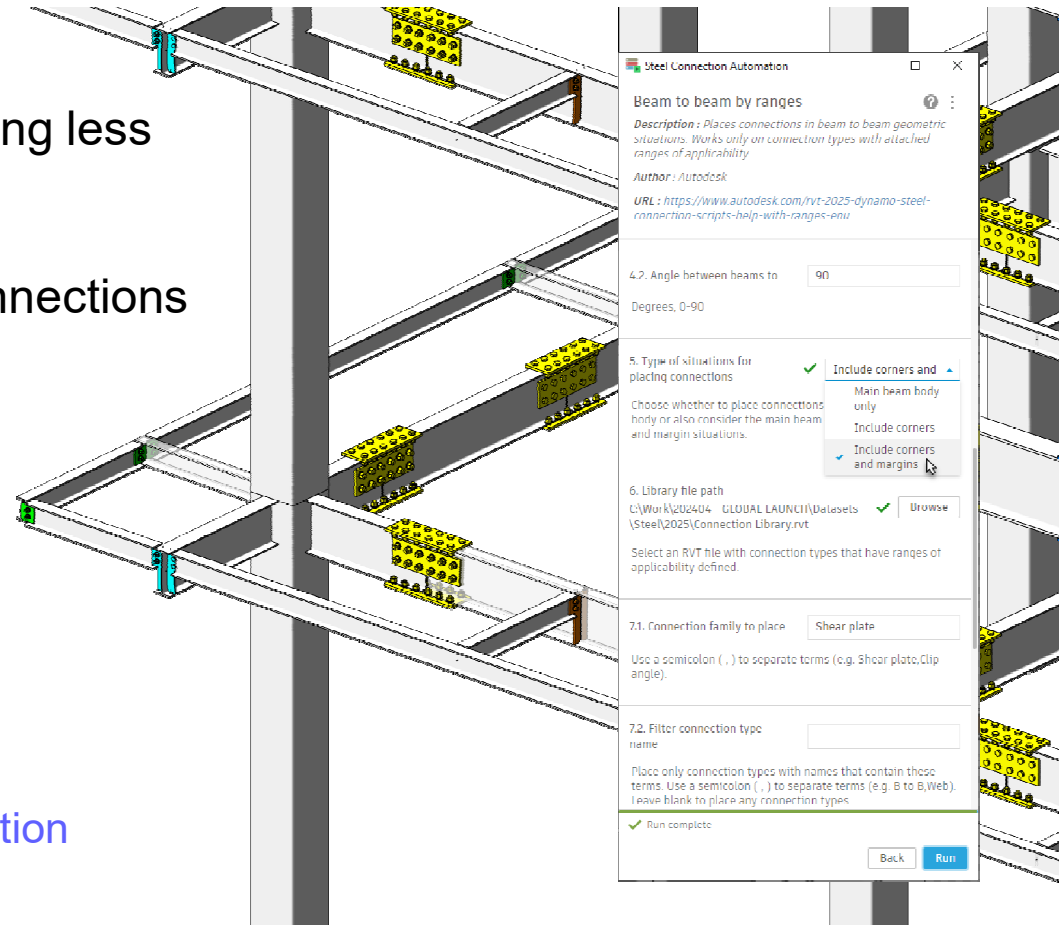 ing less
nnections
tion
Steel Connection Automation
Beam to beam by ranges
Description : Places connections in beam to beam geometric
situations. Works only on connection types with attached
ranges of applicability
Author : Autodesk
URL : https://www.autodesk.com/rvt-2025-dynamo-steel-
connection-scripts-help-with-ranges-enu
4.2. Angle between beams to
90
Degrees, 0-90
5. Type of situations for
placing connections
Include corners and
Main beam body
only
Include corners
Include corners
and margins
Choose whether to place connections
body or also consider the main beam
and margin situations.
6. Library file path
C:\Work\202404 GLOBAL LAUNCH\Datasets
\Steel\2025\Connection Library.rvt
Browse
Select an RVT file with connection types that have ranges of
applicability defined.
7.1. Connection family to place
Shear plate
Use a semicolon ( , ) to separate terms (e.g. Shear plate,Clip
angle).
7.2. Filter connection type
name
Place only connection types with names that contain these
terms. Use a semicolon ( , ) to separate terms (e.g. B to B,Web).
Leave blank to place any connection types
Run complete
Back
Run